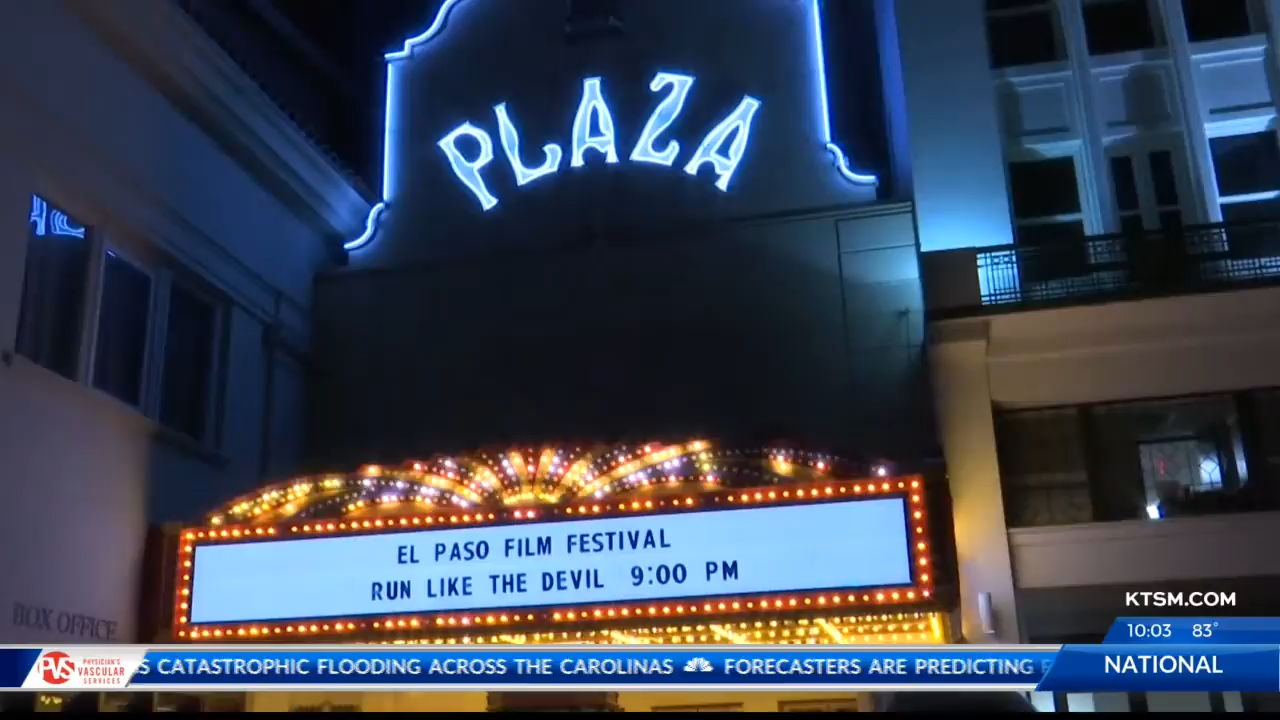 PLAZA
EL PASO FILM FESTIVAL
RUN LIKE THE DEVIL 9:00 PM
BOX OFFICE
KTSM.COM
10:03 83°
PVS PHYSICIAN'S VASCULAR SERVICES
S CATASTROPHIC FLOODING ACROSS THE CAROLINAS FORECASTERS ARE PREDICTING
NATIONAL